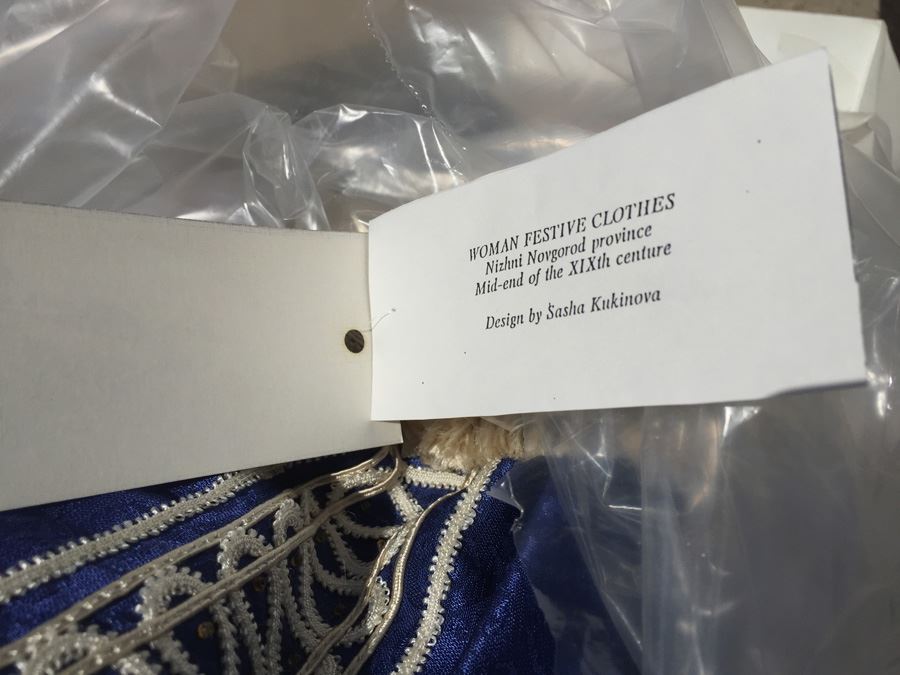 WOMAN FESTIVE CLOTHES
Nizhni Novgorod province
Mid-end of the XIXth centure
Design by Sasha Kukinova